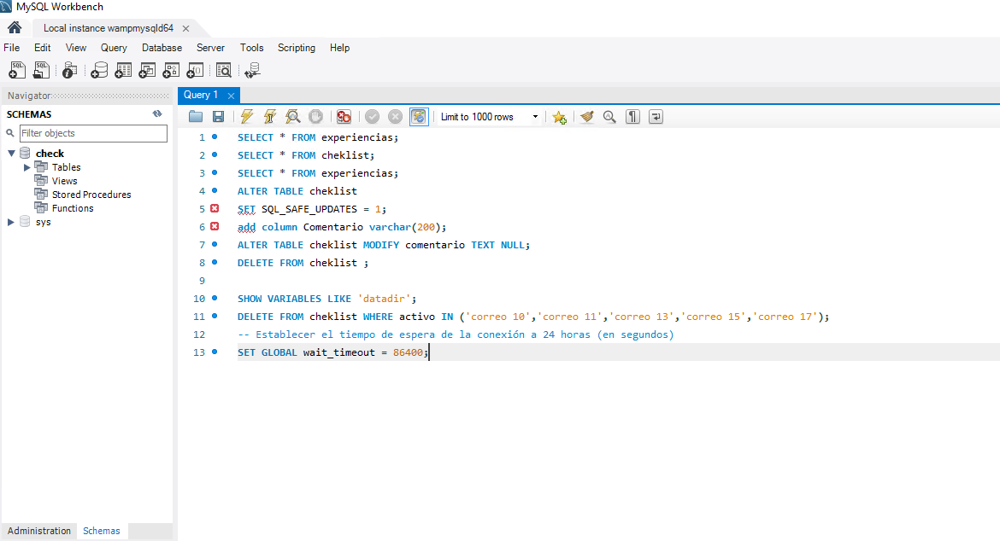 MySQL Workbench
Local instance wampmysqld64
File Edit View Query Database Server Tools Scripting Help
Navigator
SCHEMAS
Filter objects
check
Tables
Views
Stored Procedures
Functions
sys
Administration Schemas
Query 1
Limit to 1000 rows
1 SELECT * FROM experiencias;
2 SELECT * FROM cheklist;
3 SELECT * FROM experiencias;
4 ALTER TABLE cheklist
5 SET SQL_SAFE_UPDATES = 1;
6 add column Comentario varchar(200);
7 ALTER TABLE cheklist MODIFY comentario TEXT NULL;
8 DELETE FROM cheklist ;
9
10 SHOW VARIABLES LIKE 'datadir';
11 DELETE FROM cheklist WHERE activo IN ('correo 10','correo 11','correo 13','correo 15','correo 17');
12 -- Establecer el tiempo de espera de la conexión a 24 horas (en segundos)
13 SET GLOBAL wait_timeout = 86400;